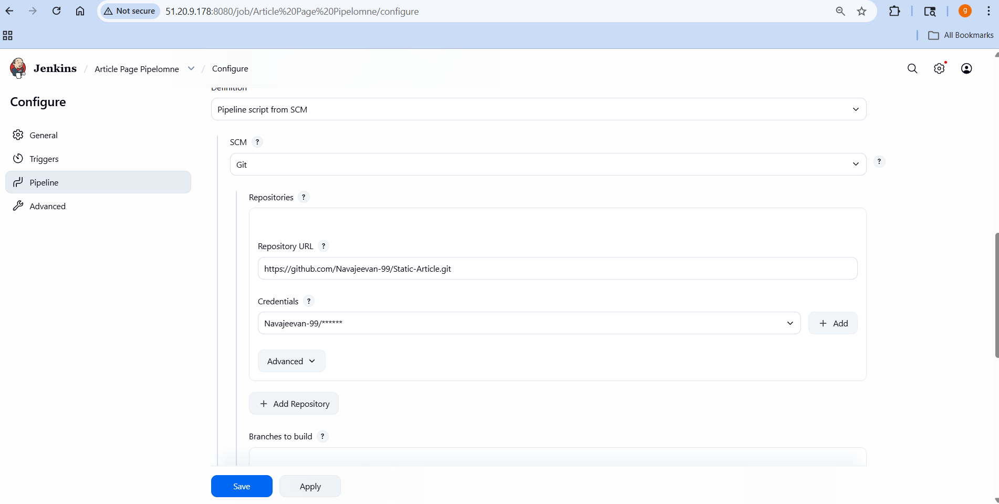 Not secure 51.20.9.178:8080/job/Article%20Page%20Pipelomne/configure g
All Bookmarks
Jenkins / Article Page Pipelomne / Configure
Configure
General
Triggers
Pipeline
Advanced
Definition
Pipeline script from SCM
SCM ?
Git ?
Repositories ?
Repository URL ?
https://github.com/Navajeevan-99/Static-Article.git
Credentials ?
Navajeevan-99/****** + Add
Advanced
+ Add Repository
Branches to build ?
Save Apply